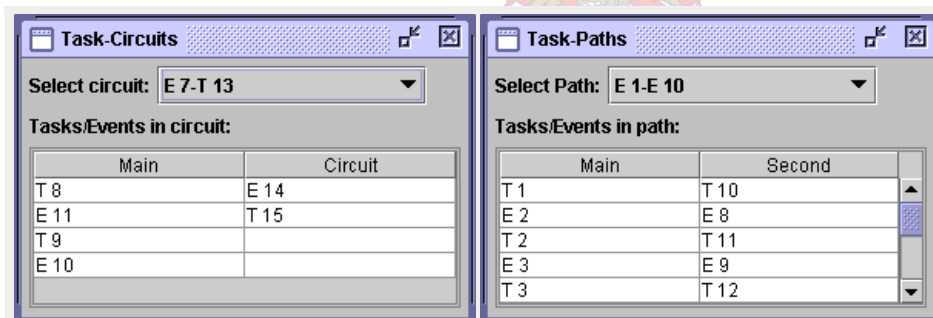 Task-Circuits
Select circuit: E 7-T 13
Tasks/Events in circuit:
Main Circuit
T 8 E 14
E 11 T 15
T 9
E 10
Task-Paths
Select Path: E 1-E 10
Tasks/Events in path:
Main Second
T 1 T 10
E 2 E 8
T 2 T 11
E 3 E 9
T 3 T 12